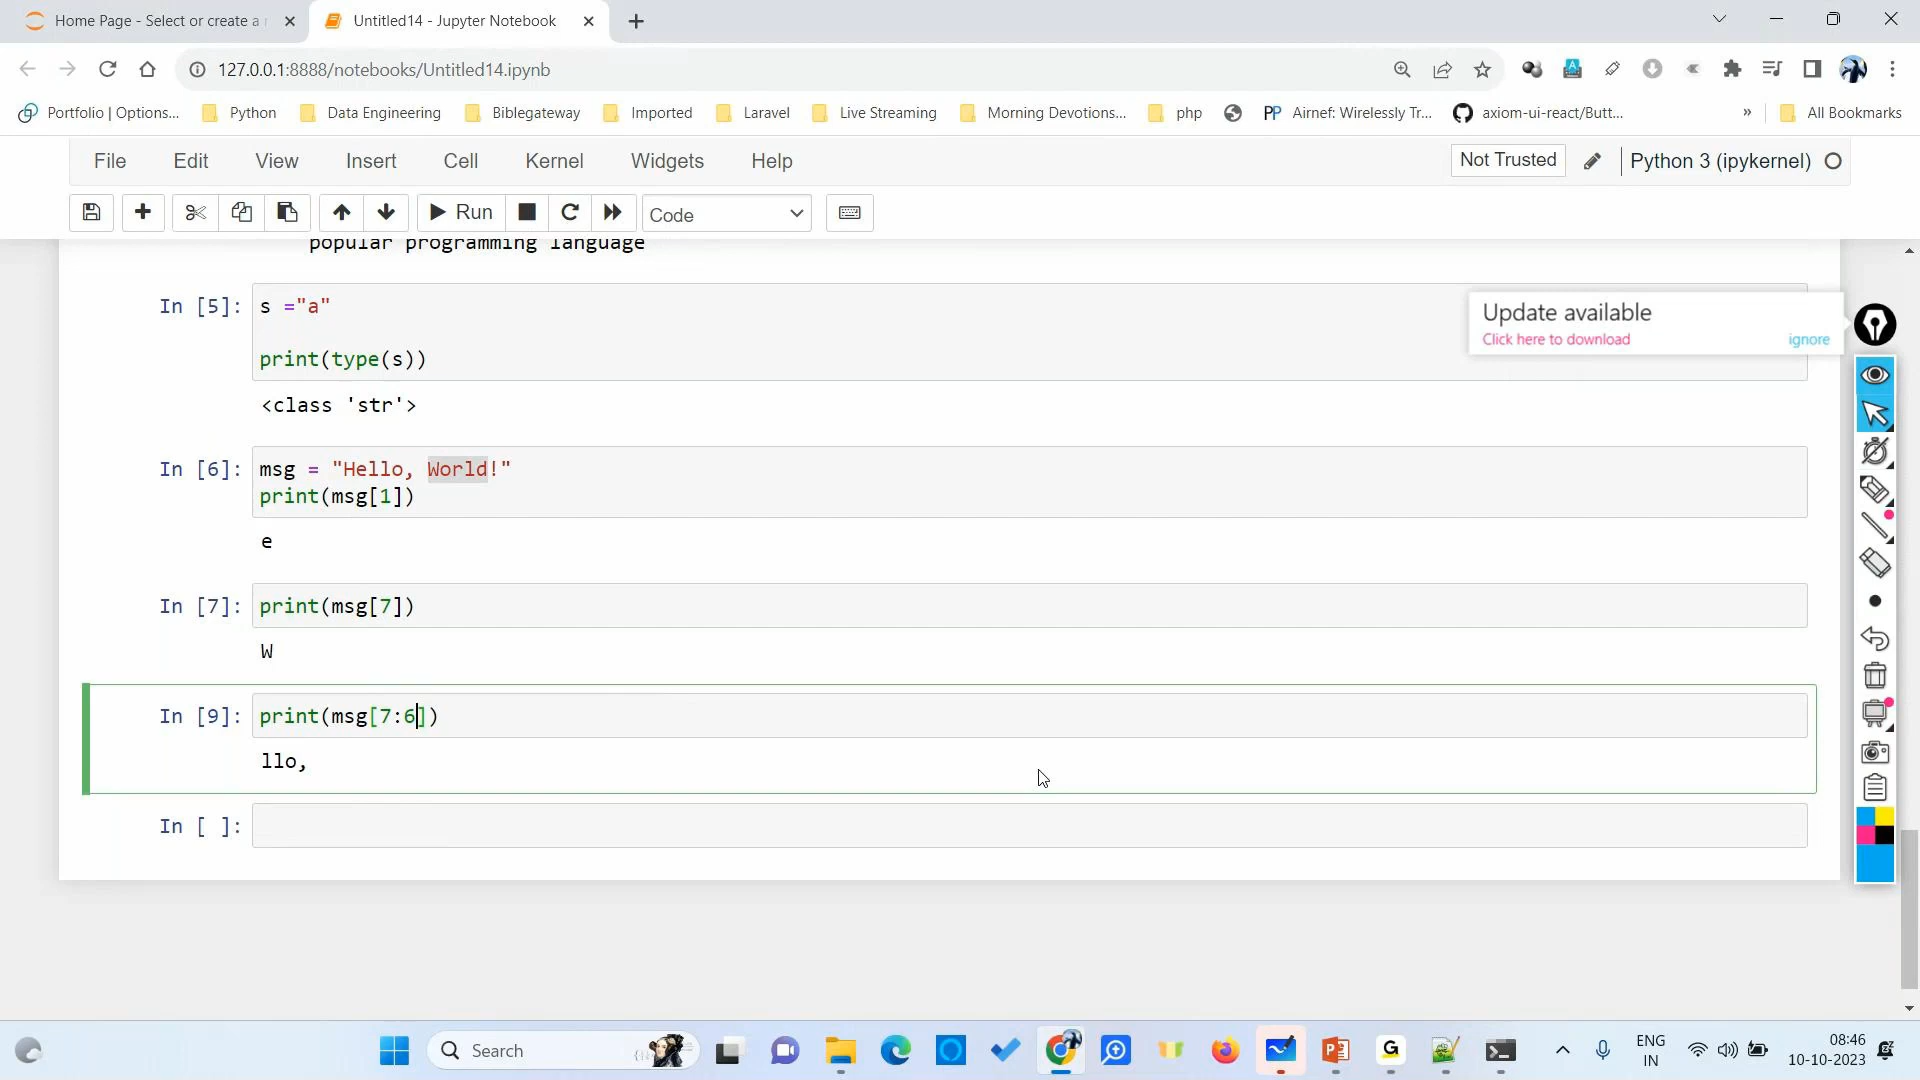 Home Page - Select or create a
Untitled14 - Jupyter Notebook
127.0.0.1:8888/notebooks/Untitled14.ipynb
Portfolio | Options...
Python
Data Engineering
Biblegateway
Imported
Laravel
Live Streaming
Morning Devotions...
php
PP Airnef: Wirelessly Tr...
axiom-ui-react/Butt...
»
All Bookmarks
File Edit View Insert Cell Kernel Widgets Help
Not Trusted
Python 3 (ipykernel)
Run
Code
popular programming language
In [5]: s ="a"
print(type(s))
<class 'str'>
Update available
Click here to download ignore
In [6]: msg = "Hello, World!"
print(msg[1])
e
In [7]: print(msg[7])
W
In [9]: print(msg[7:6])
llo,
In [ ]:
Search
ENG
IN
08:46
10-10-2023